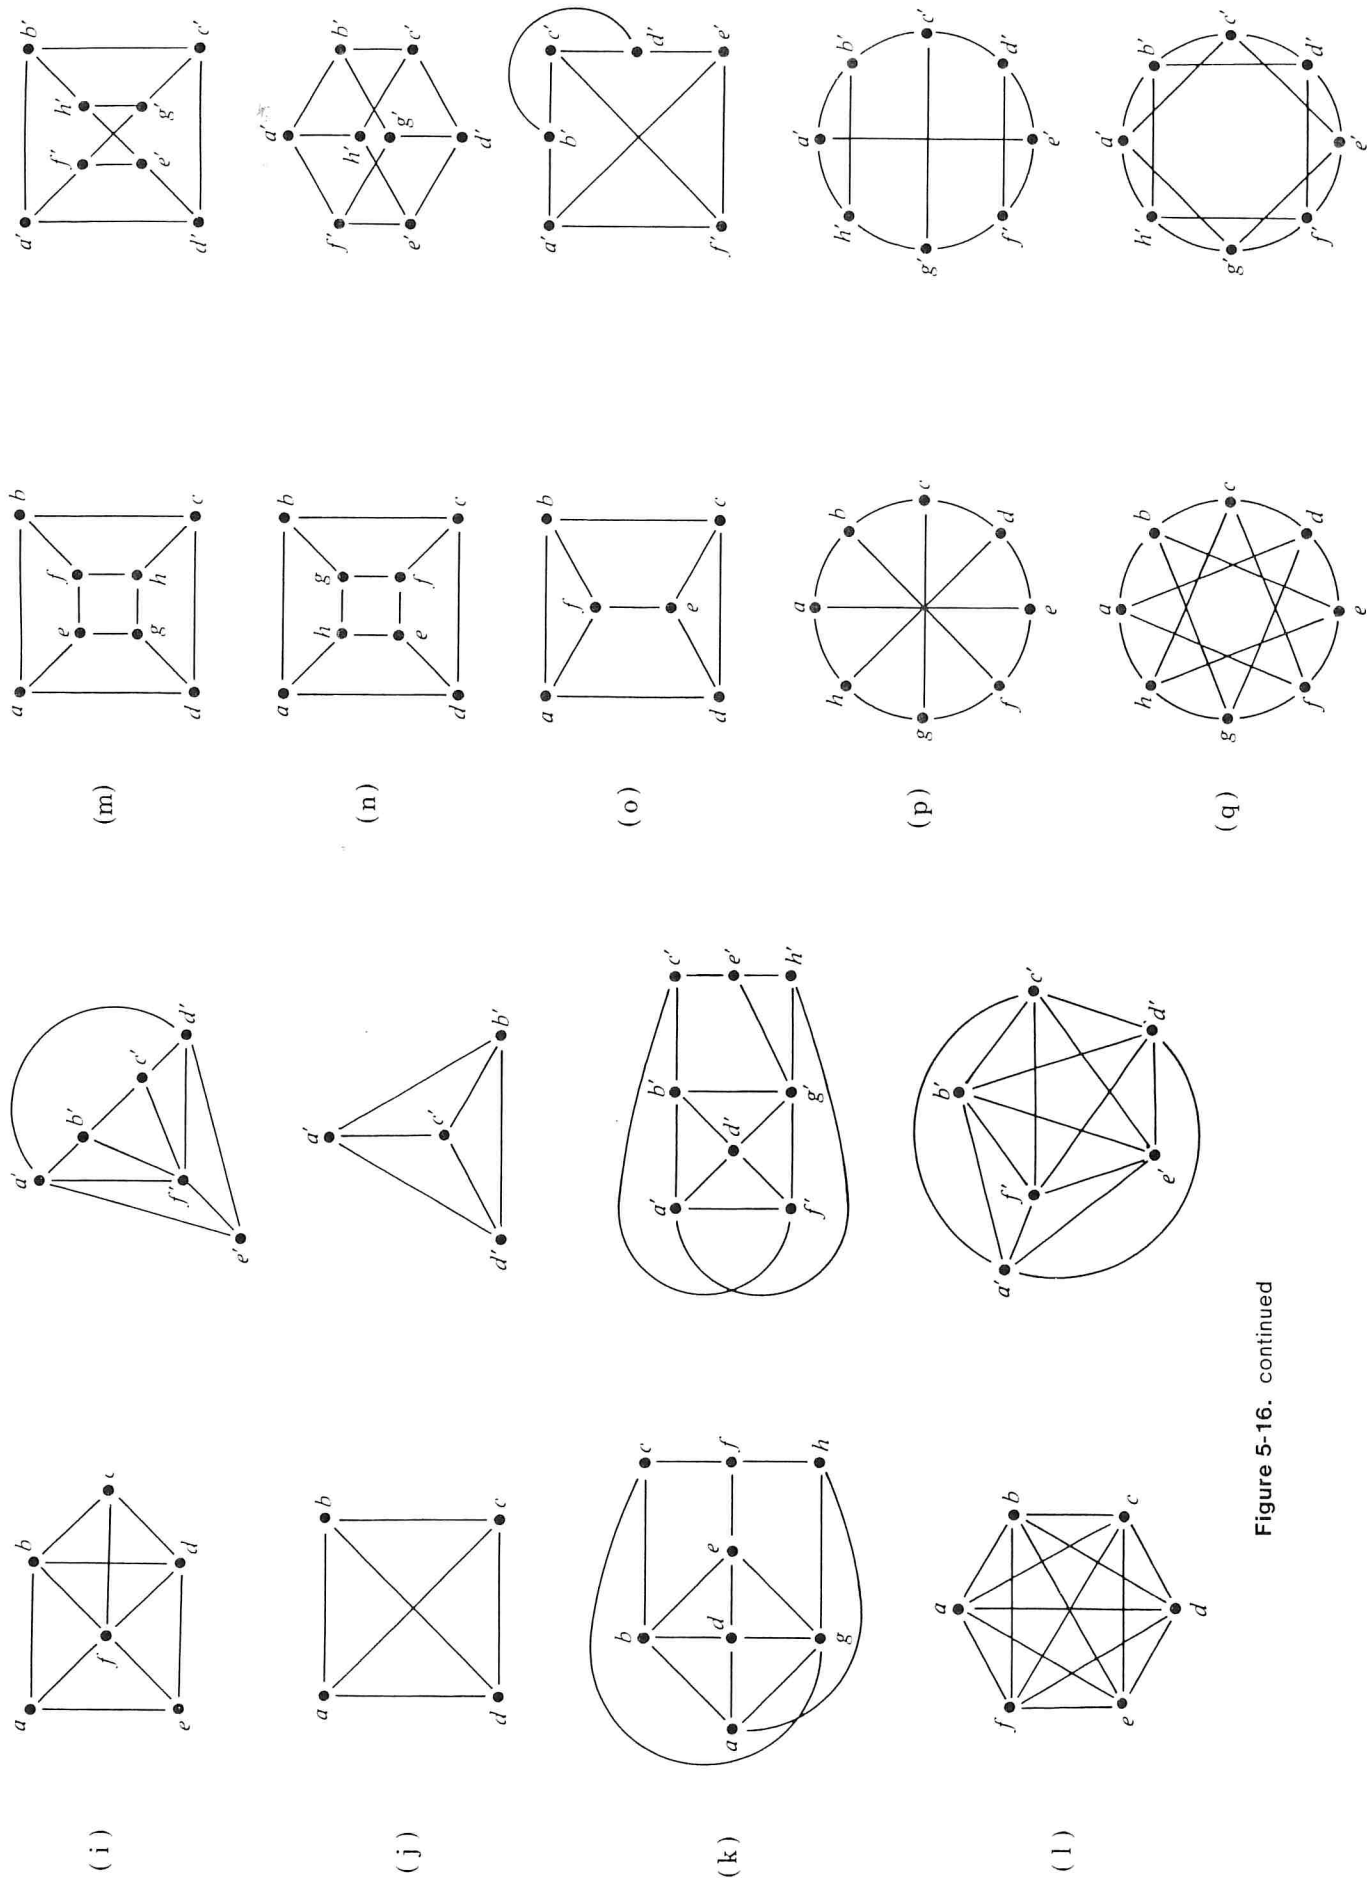 (i)
a b c d e f
a' b' c' d' e' f'
(j)
a b c d
a' b' c' d'
(k)
a b c d e f g h
a' b' c' d' e' f' g' h'
(l)
a b c d e f
a' b' c' d' e' f'
(m)
a b c d e f g h
a' b' c' d' e' f' g' h'
(n)
a b c d e f g h
a' b' c' d' e' f' g' h'
(o)
a b c d e f
a' b' c' d' e' f'
(p)
a b c d e f g h
a' b' c' d' e' f' g' h'
(q)
a b c d e f g h
a' b' c' d' e' f' g' h'
Figure 5-16. continued